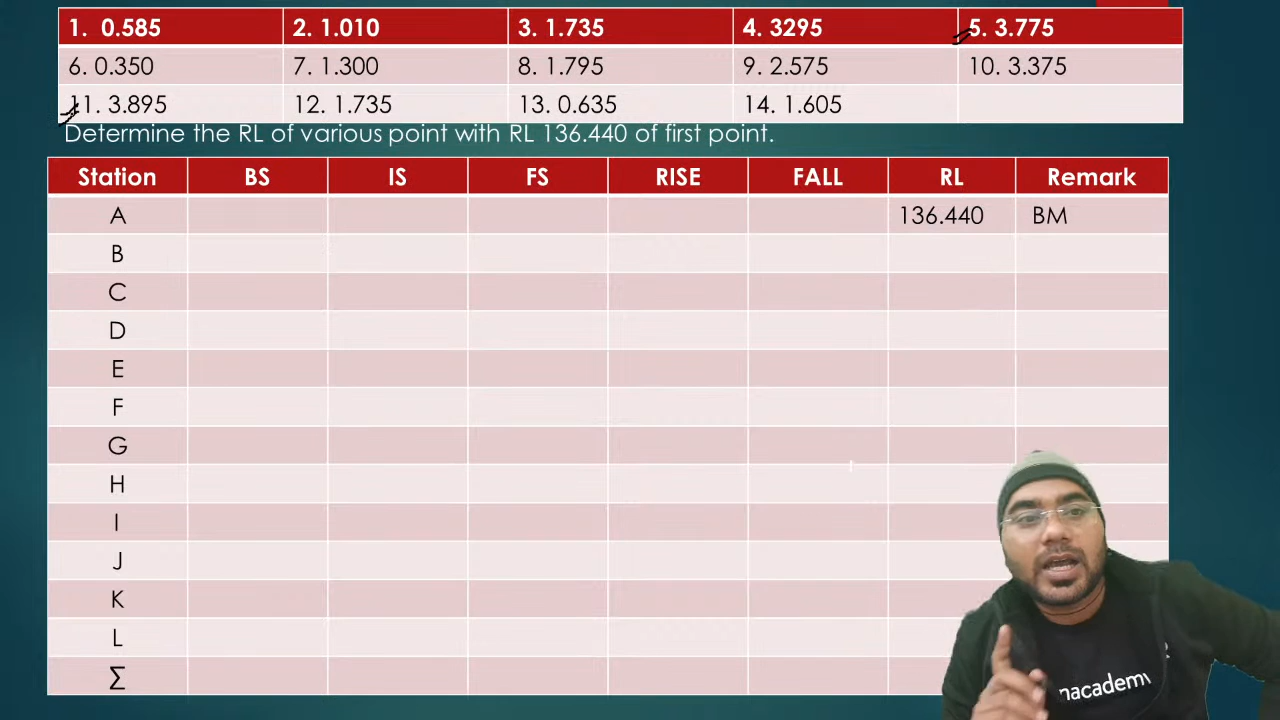 1. 0.585 2. 1.010 3. 1.735 4. 3295 5. 3.775
6. 0.350 7. 1.300 8. 1.795 9. 2.575 10. 3.375
11. 3.895 12. 1.735 13. 0.635 14. 1.605
Determine the RL of various point with RL 136.440 of first point.
Station BS IS FS RISE FALL RL Remark
A 136.440 BM
B
C
D
E
F
G
H
I
J
K
L
∑
nacademy